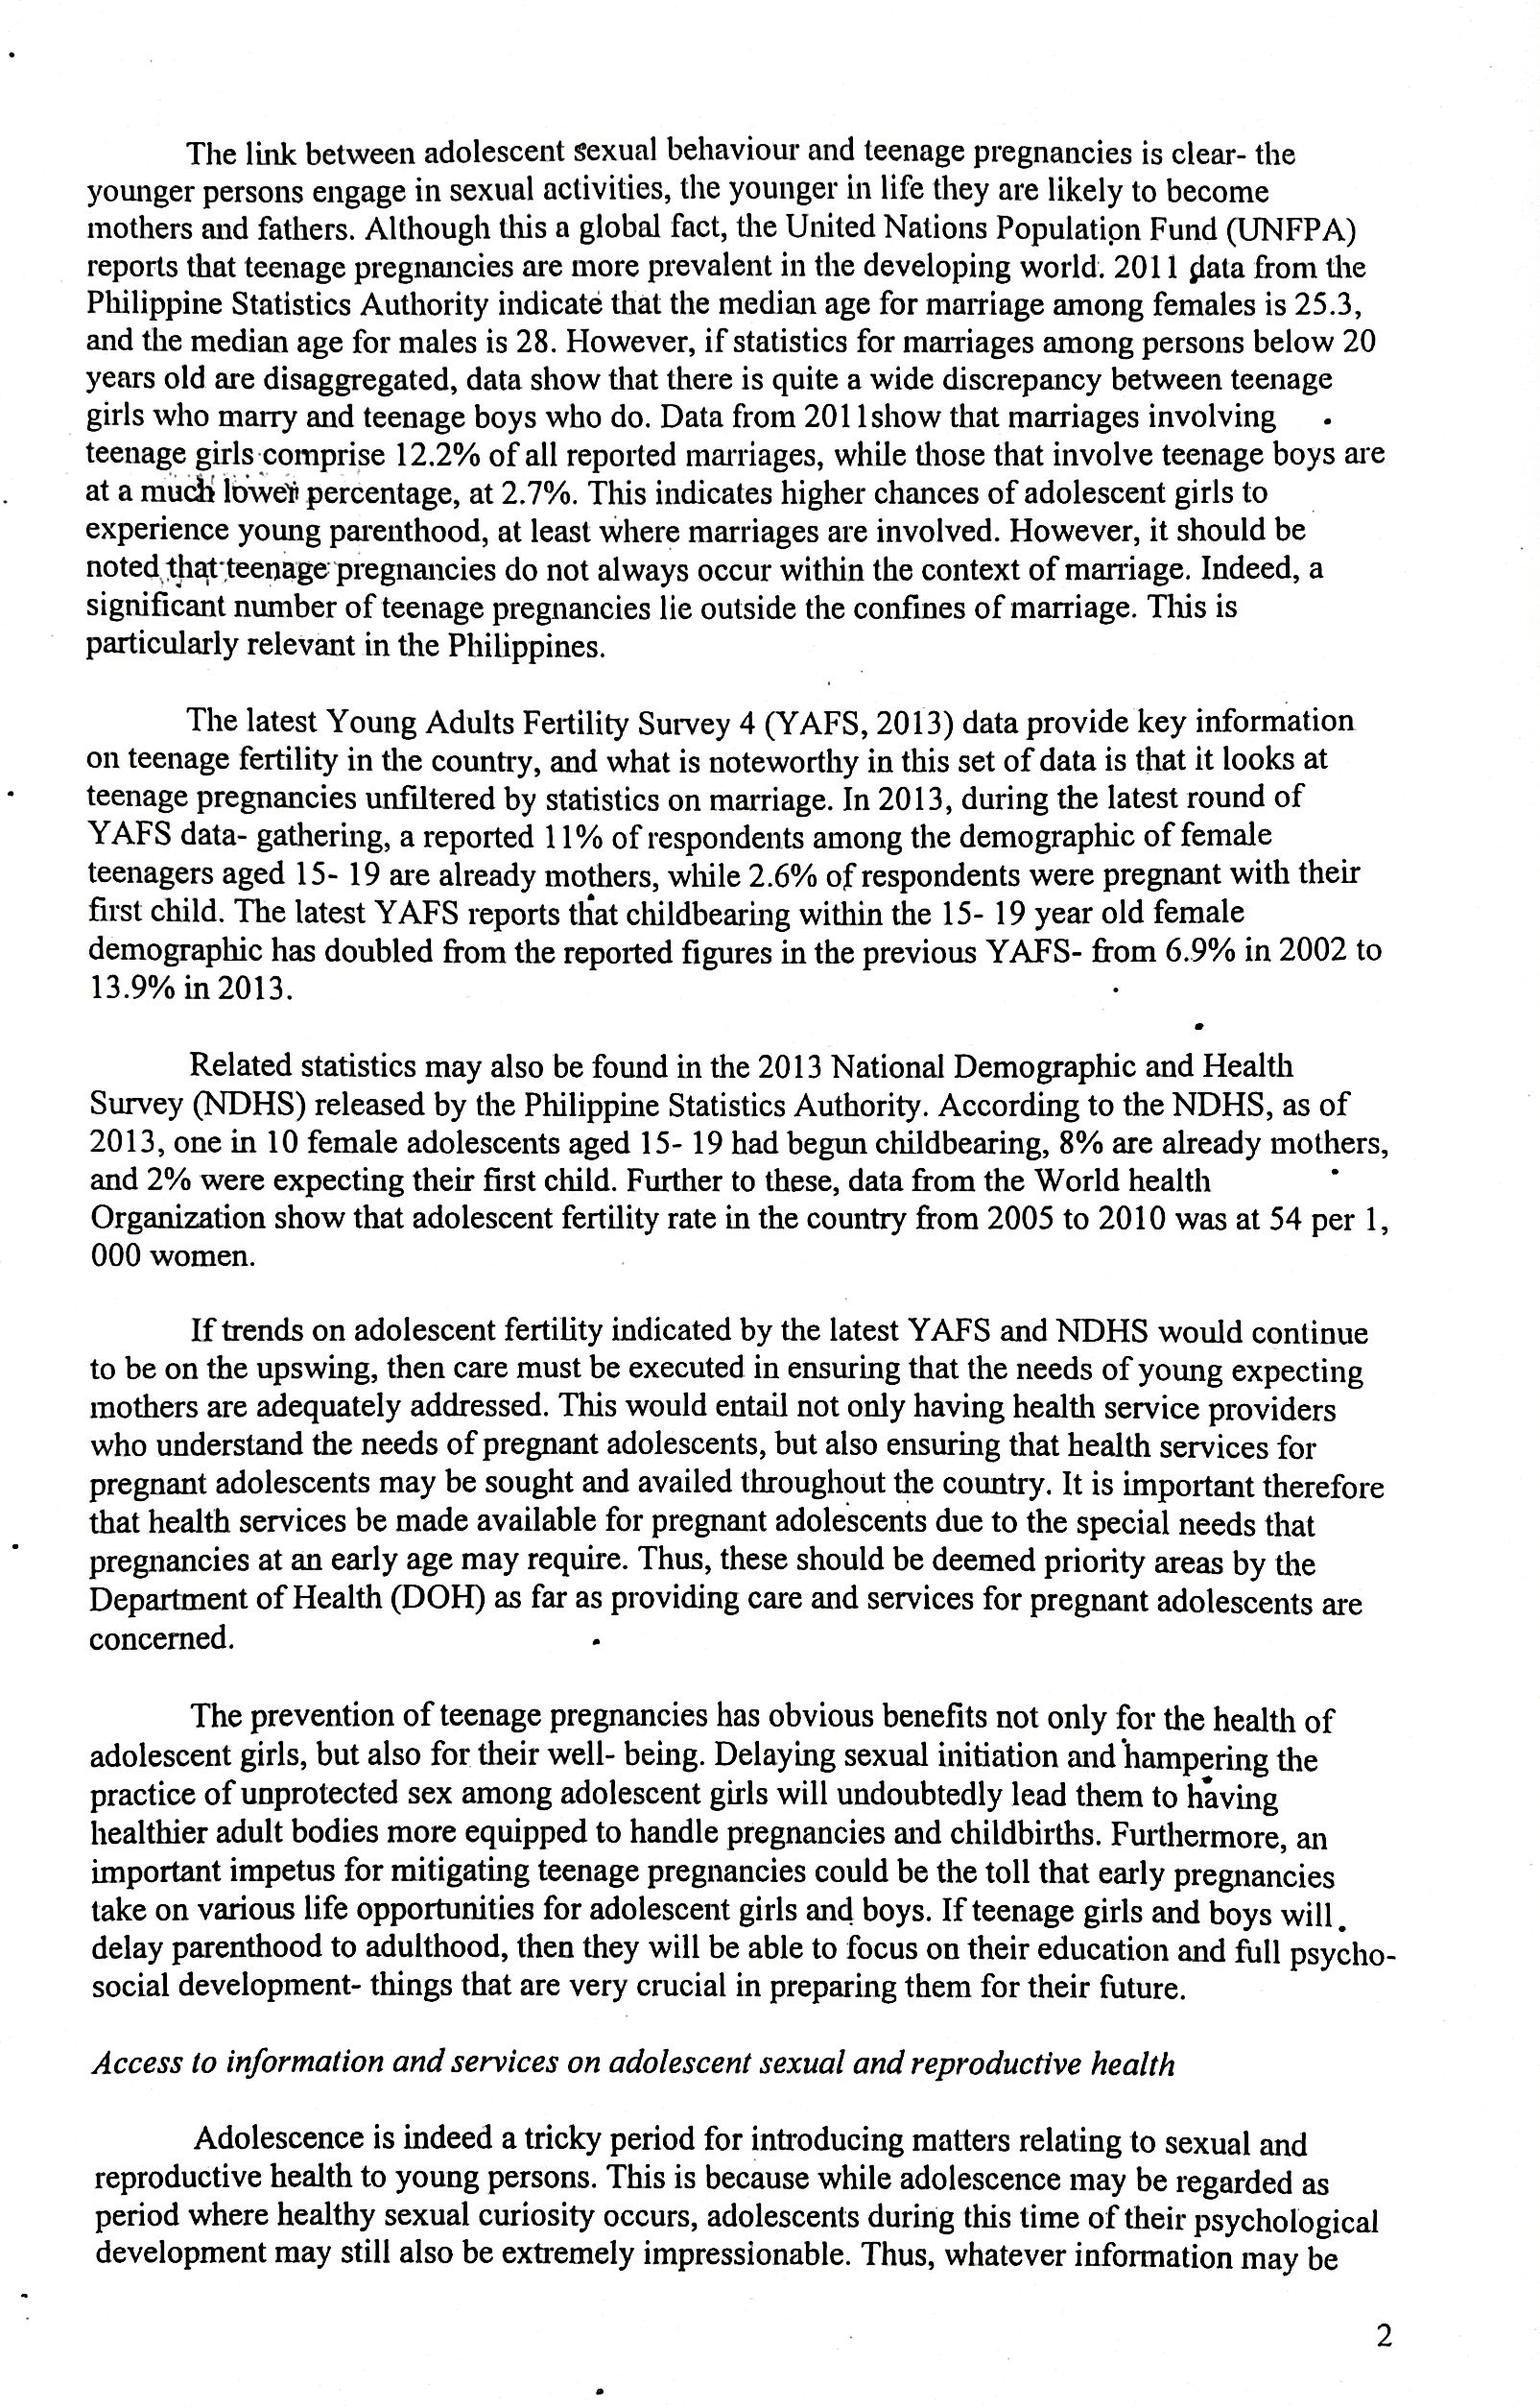 The link between adolescent sexual behaviour and teenage pregnancies is clear- the
younger persons engage in sexual activities, the younger in life they are likely to become
mothers and fathers. Although this a global fact, the United Nations Population Fund (UNFPA)
reports that teenage pregnancies are more prevalent in the developing world. 2011 data from the
Philippine Statistics Authority indicate that the median age for marriage among females is 25.3,
and the median age for males is 28. However, if statistics for marriages among persons below 20
years old are disaggregated, data show that there is quite a wide discrepancy between teenage
girls who marry and teenage boys who do. Data from 2011show that marriages involving
teenage girls comprise 12.2% of all reported marriages, while those that involve teenage boys are
at a much lower percentage, at 2.7%. This indicates higher chances of adolescent girls to
experience young parenthood, at least where marriages are involved. However, it should be
noted that teenage pregnancies do not always occur within the context of marriage. Indeed, a
significant number of teenage pregnancies lie outside the confines of marriage. This is
particularly relevant in the Philippines.
The latest Young Adults Fertility Survey 4 (YAFS, 2013) data provide key information
on teenage fertility in the country, and what is noteworthy in this set of data is that it looks at
teenage pregnancies unfiltered by statistics on marriage. In 2013, during the latest round of
YAFS data- gathering, a reported 11% of respondents among the demographic of female
teenagers aged 15- 19 are already mothers, while 2.6% of respondents were pregnant with their
first child. The latest YAFS reports that childbearing within the 15- 19 year old female
demographic has doubled from the reported figures in the previous YAFS- from 6.9% in 2002 to
13.9% in 2013.
Related statistics may also be found in the 2013 National Demographic and Health
Survey (NDHS) released by the Philippine Statistics Authority. According to the NDHS, as of
2013, one in 10 female adolescents aged 15- 19 had begun childbearing, 8% are already mothers,
and 2% were expecting their first child. Further to these, data from the World health
Organization show that adolescent fertility rate in the country from 2005 to 2010 was at 54 per 1,
000 women.
If trends on adolescent fertility indicated by the latest YAFS and NDHS would continue
to be on the upswing, then care must be executed in ensuring that the needs of young expecting
mothers are adequately addressed. This would entail not only having health service providers
who understand the needs of pregnant adolescents, but also ensuring that health services for
pregnant adolescents may be sought and availed throughout the country. It is important therefore
that health services be made available for pregnant adolescents due to the special needs that
pregnancies at an early age may require. Thus, these should be deemed priority areas by the
Department of Health (DOH) as far as providing care and services for pregnant adolescents are
concerned.
The prevention of teenage pregnancies has obvious benefits not only for the health of
adolescent girls, but also for their well- being. Delaying sexual initiation and hampering the
practice of unprotected sex among adolescent girls will undoubtedly lead them to having
healthier adult bodies more equipped to handle pregnancies and childbirths. Furthermore, an
important impetus for mitigating teenage pregnancies could be the toll that early pregnancies
take on various life opportunities for adolescent girls and boys. If teenage girls and boys will
delay parenthood to adulthood, then they will be able to focus on their education and full psycho-
social development- things that are very crucial in preparing them for their future.
Access to information and services on adolescent sexual and reproductive health
Adolescence is indeed a tricky period for introducing matters relating to sexual and
reproductive health to young persons. This is because while adolescence may be regarded as
period where healthy sexual curiosity occurs, adolescents during this time of their psychological
development may still also be extremely impressionable. Thus, whatever information may be
2